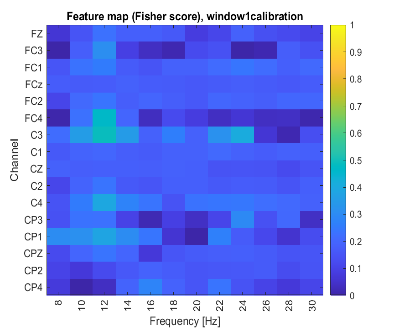 Feature map (Fisher score), window1calibration
Channel
FZ
FC3
FC1
FCz
FC2
FC4
C3
C1
CZ
C2
C4
CP3
CP1
CPZ
CP2
CP4
8 10 12 14 16 18 20 22 24 26 28 30
Frequency [Hz]
1
0.9
0.8
0.7
0.6
0.5
0.4
0.3
0.2
0.1
0